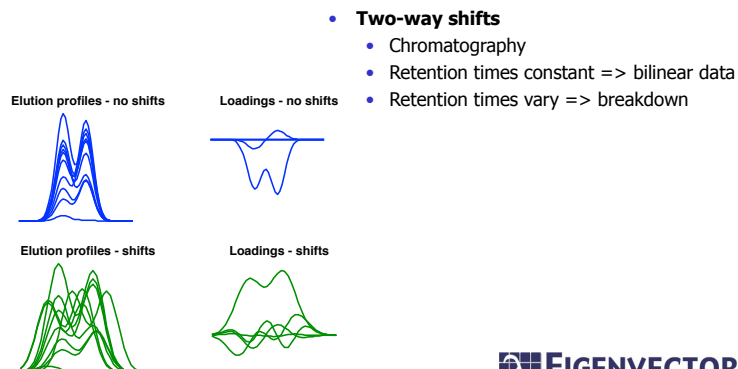 • Two-way shifts
• Chromatography
• Retention times constant => bilinear data
• Retention times vary => breakdown
Elution profiles - no shifts
Loadings - no shifts
Elution profiles - shifts
Loadings - shifts
EIGENVECTOR